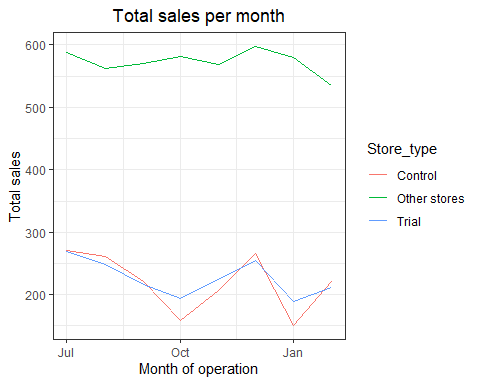 Total sales per month
600
500
400
300
200
Total sales
Jul
Oct
Jan
Month of operation
Store_type
Control
Other stores
Trial